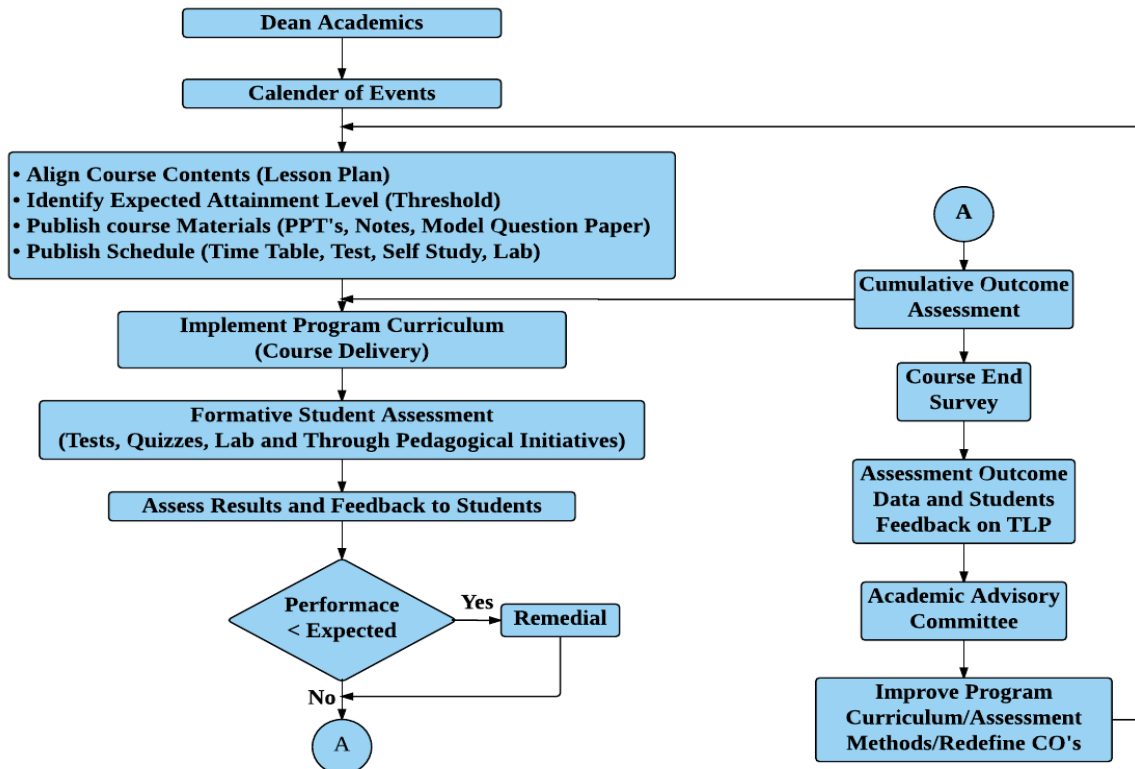 Dean Academics
Calender of Events
• Align Course Contents (Lesson Plan)
• Identify Expected Attainment Level (Threshold)
• Publish course Materials (PPT's, Notes, Model Question Paper)
• Publish Schedule (Time Table, Test, Self Study, Lab)
Implement Program Curriculum
(Course Delivery)
Formative Student Assessment
(Tests, Quizzes, Lab and Through Pedagogical Initiatives)
Assess Results and Feedback to Students
Performace
< Expected
Yes
Remedial
No
A
A
Cumulative Outcome
Assessment
Course End
Survey
Assessment Outcome
Data and Students
Feedback on TLP
Academic Advisory
Committee
Improve Program
Curriculum/Assessment
Methods/Redefine CO's